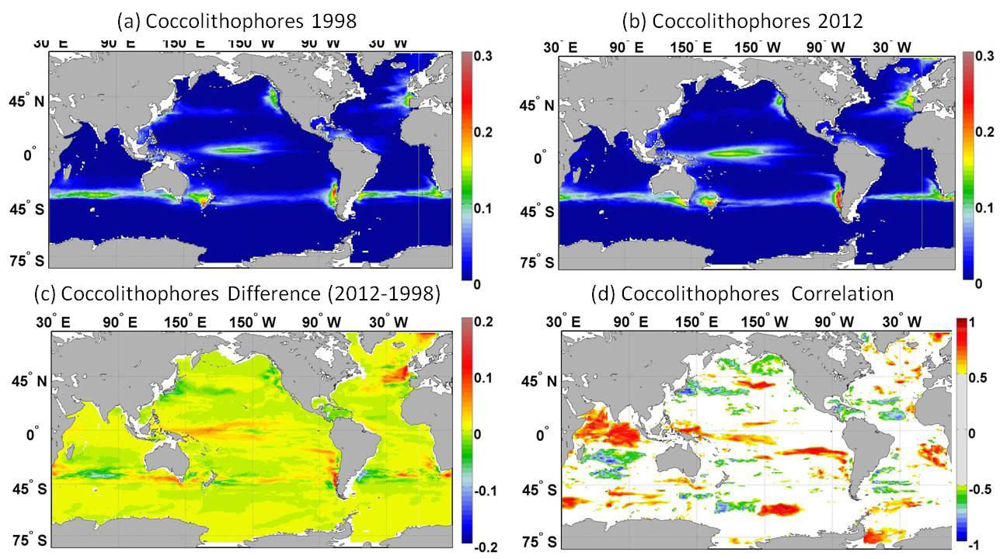 (a) Coccolithophores 1998
30° E 90° E 150° E 150° W 90° W 30° W
45° N
0°
45° S
75° S
0.3
0.2
0.1
0
(b) Coccolithophores 2012
30° E 90° E 150° E 150° W 90° W 30° W
45° N
0°
45° S
75° S
0.3
0.2
0.1
0
(c) Coccolithophores Difference (2012-1998)
30° E 90° E 150° E 150° W 90° W 30° W
45° N
0°
45° S
75° S
0.2
0.1
0
-0.1
-0.2
(d) Coccolithophores Correlation
30° E 90° E 150° E 150° W 90° W 30° W
45° N
0°
45° S
75° S
1
0.5
0
-0.5
-1